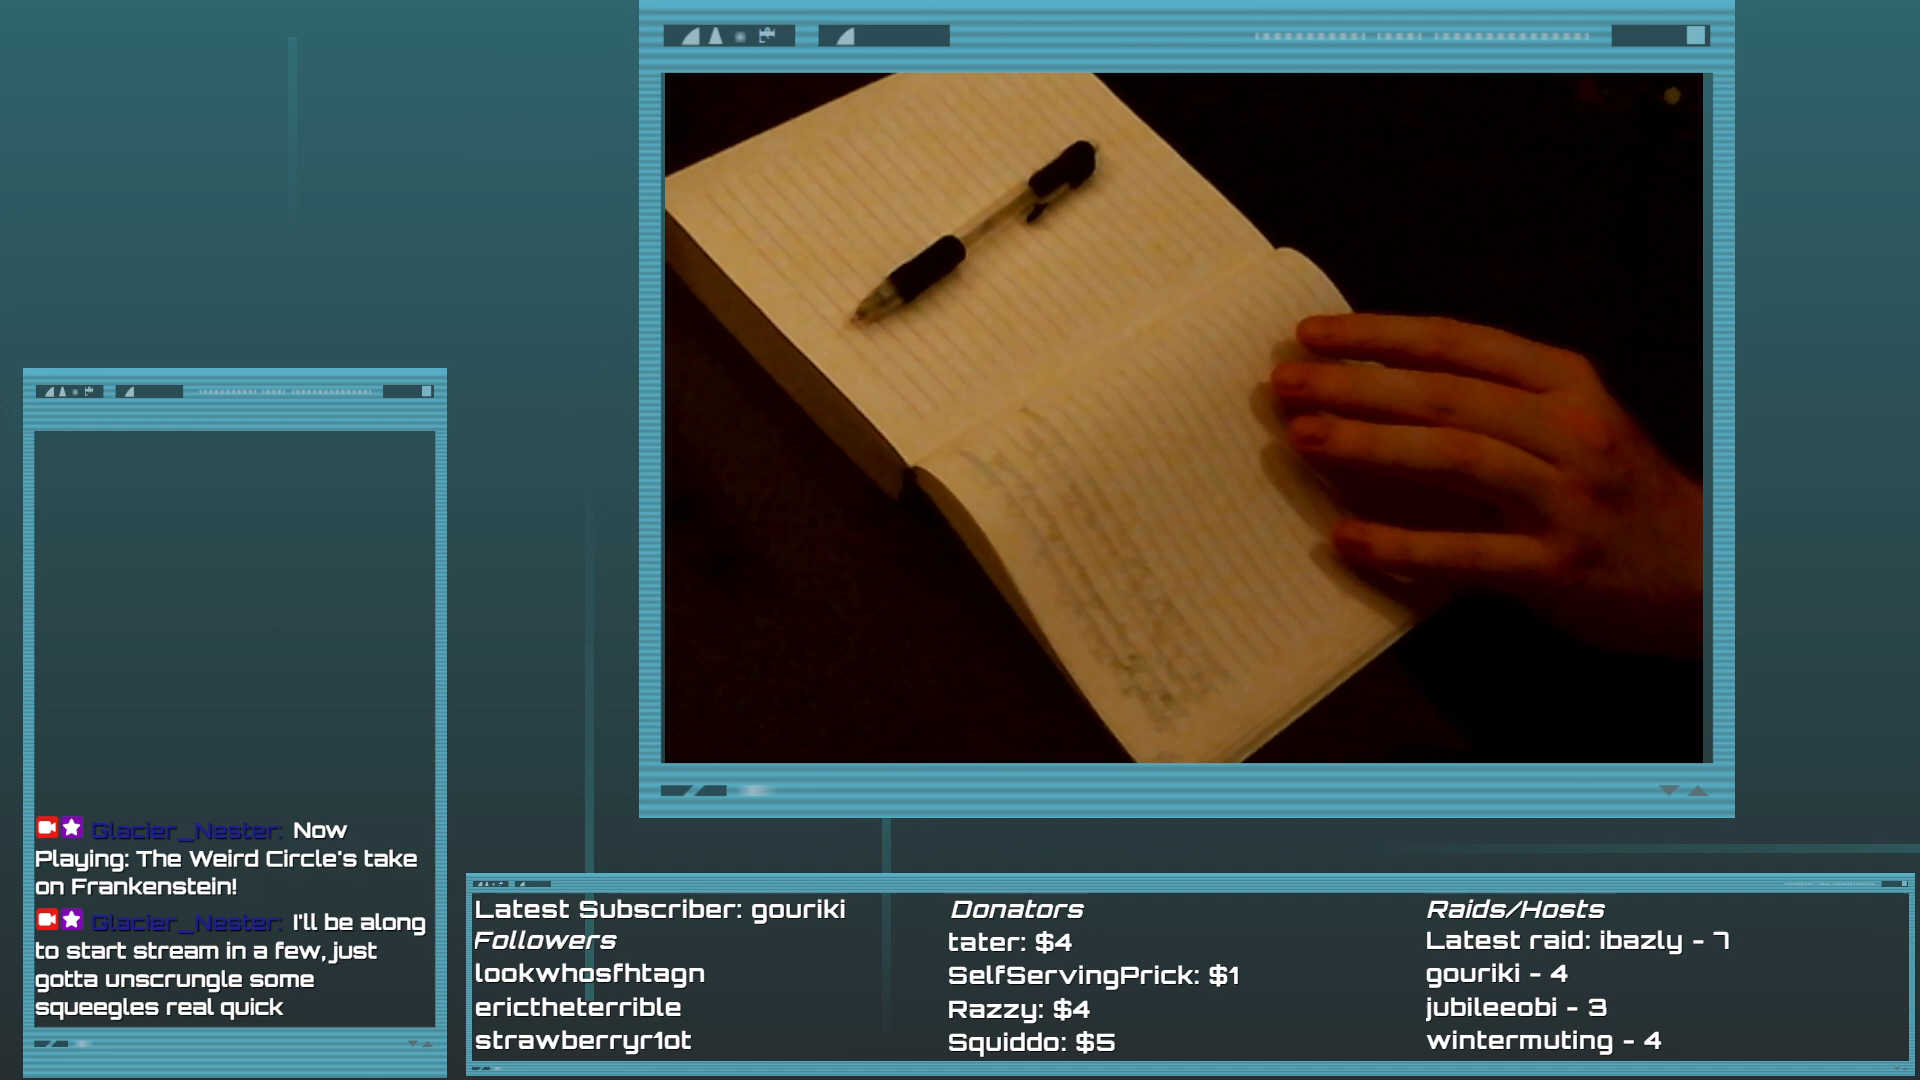 Glacier_Nester: Now
Playing: The Weird Circle's take
on Frankenstein!
Glacier_Nester: I'll be along
to start stream in a few, just
gotta unscrungle some
squeegles real quick
Latest Subscriber: gouriki
Followers
lookwhosfhtagn
erictheterrible
strawberryr1ot
Donators
tater: $4
SelfServingPrick: $1
Razzy: $4
Squiddo: $5
Raids/Hosts
Latest raid: ibazly - 7
gouriki - 4
jubileeobi - 3
wintermuting - 4